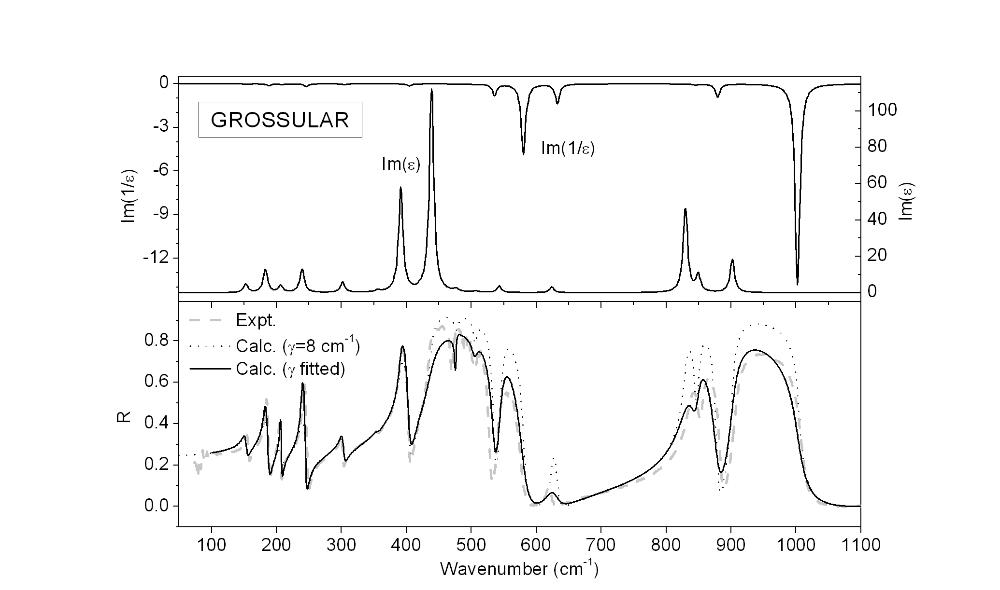 GROSSULAR
Im(1/ε)
0
-3
-6
-9
-12
Im(ε)
Im(1/ε)
100
80
60
40
20
0
Im(ε)
Expt.
Calc. (γ=8 cm⁻¹)
Calc. (γ fitted)
R
0.8
0.6
0.4
0.2
0.0
100 200 300 400 500 600 700 800 900 1000 1100
Wavenumber (cm⁻¹)